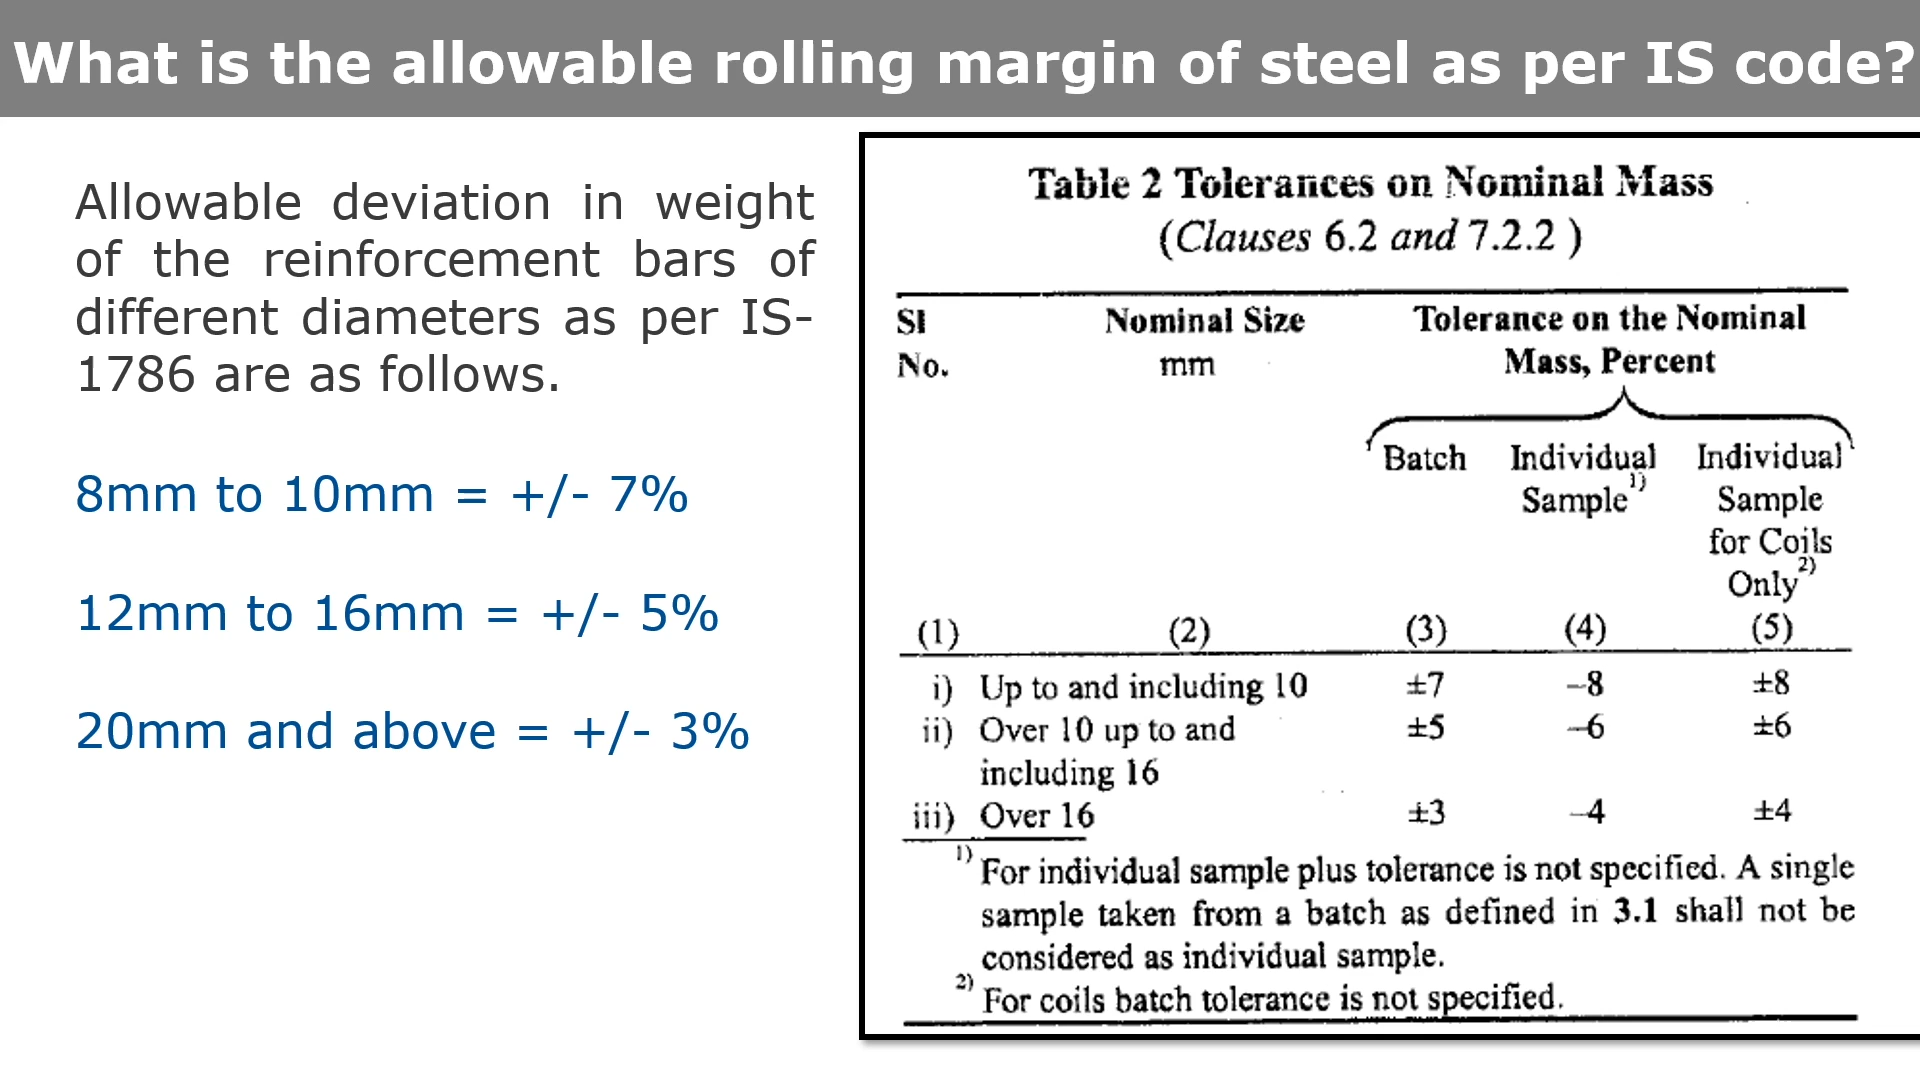 What is the allowable rolling margin of steel as per IS code?
Allowable deviation in weight
of the reinforcement bars of
different diameters as per IS-
1786 are as follows.
8mm to 10mm = +/- 7%
12mm to 16mm = +/- 5%
20mm and above = +/- 3%
Table 2 Tolerances on Nominal Mass
(Clauses 6.2 and 7.2.2 )
Sl Nominal Size Tolerance on the Nominal
No. mm Mass, Percent
Batch Individual Individual
Sample 1) Sample
for Coils
Only 2)
(1) (2) (3) (4) (5)
i) Up to and including 10 ±7 –8 ±8
ii) Over 10 up to and ±5 –6 ±6
including 16
iii) Over 16 ±3 –4 ±4
1) For individual sample plus tolerance is not specified. A single
sample taken from a batch as defined in 3.1 shall not be
considered as individual sample.
2) For coils batch tolerance is not specified.